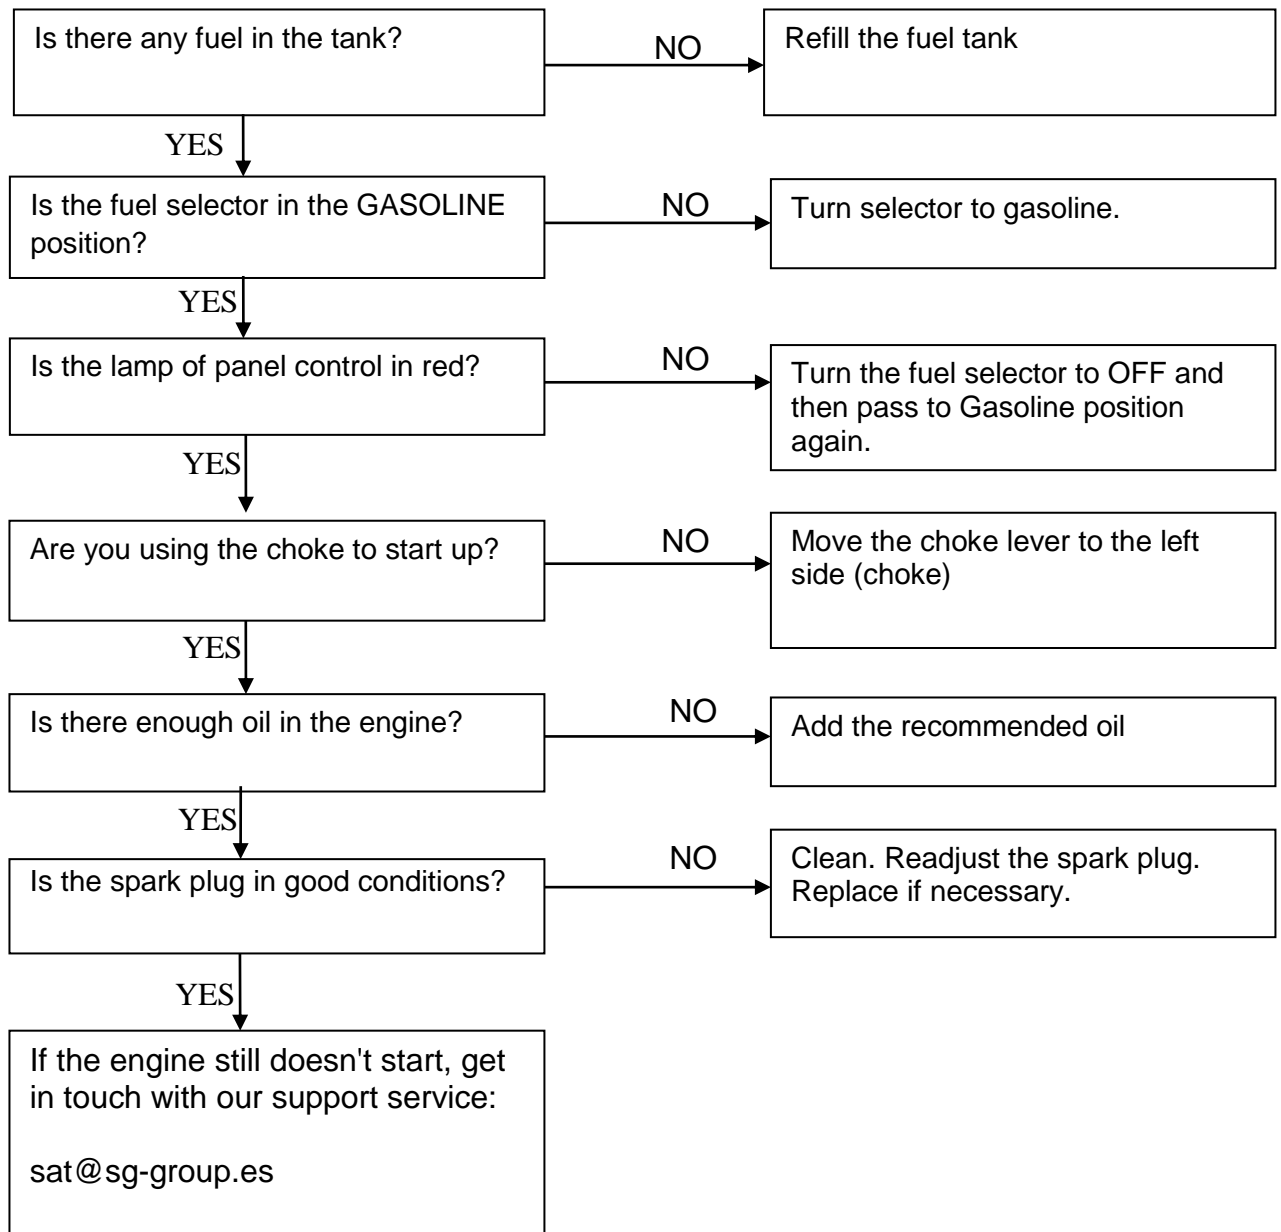 Is there any fuel in the tank?
NO
Refill the fuel tank
YES
Is the fuel selector in the GASOLINE
position?
NO
Turn selector to gasoline.
YES
Is the lamp of panel control in red?
NO
Turn the fuel selector to OFF and
then pass to Gasoline position
again.
YES
Are you using the choke to start up?
NO
Move the choke lever to the left
side (choke)
YES
Is there enough oil in the engine?
NO
Add the recommended oil
YES
Is the spark plug in good conditions?
NO
Clean. Readjust the spark plug.
Replace if necessary.
YES
If the engine still doesn't start, get
in touch with our support service:
sat@sg-group.es